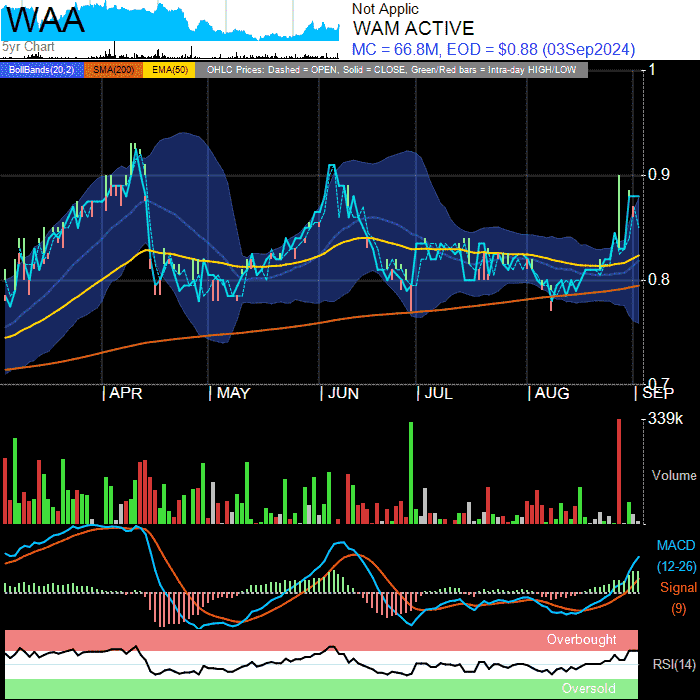 WAA
Not Applic
WAM ACTIVE
5yr Chart
MC = 66.8M, EOD = $0.88 (03Sep2024)
BollBands(20,2) SMA(200) EMA(50) OHLC Prices: Dashed = OPEN, Solid = CLOSE, Green/Red bars = Intra-day HIGH/LOW
1
0.9
0.8
0.7
APR MAY JUN JUL AUG SEP
339k
Volume
MACD
(12-26)
Signal
(9)
Overbought
RSI(14)
Oversold